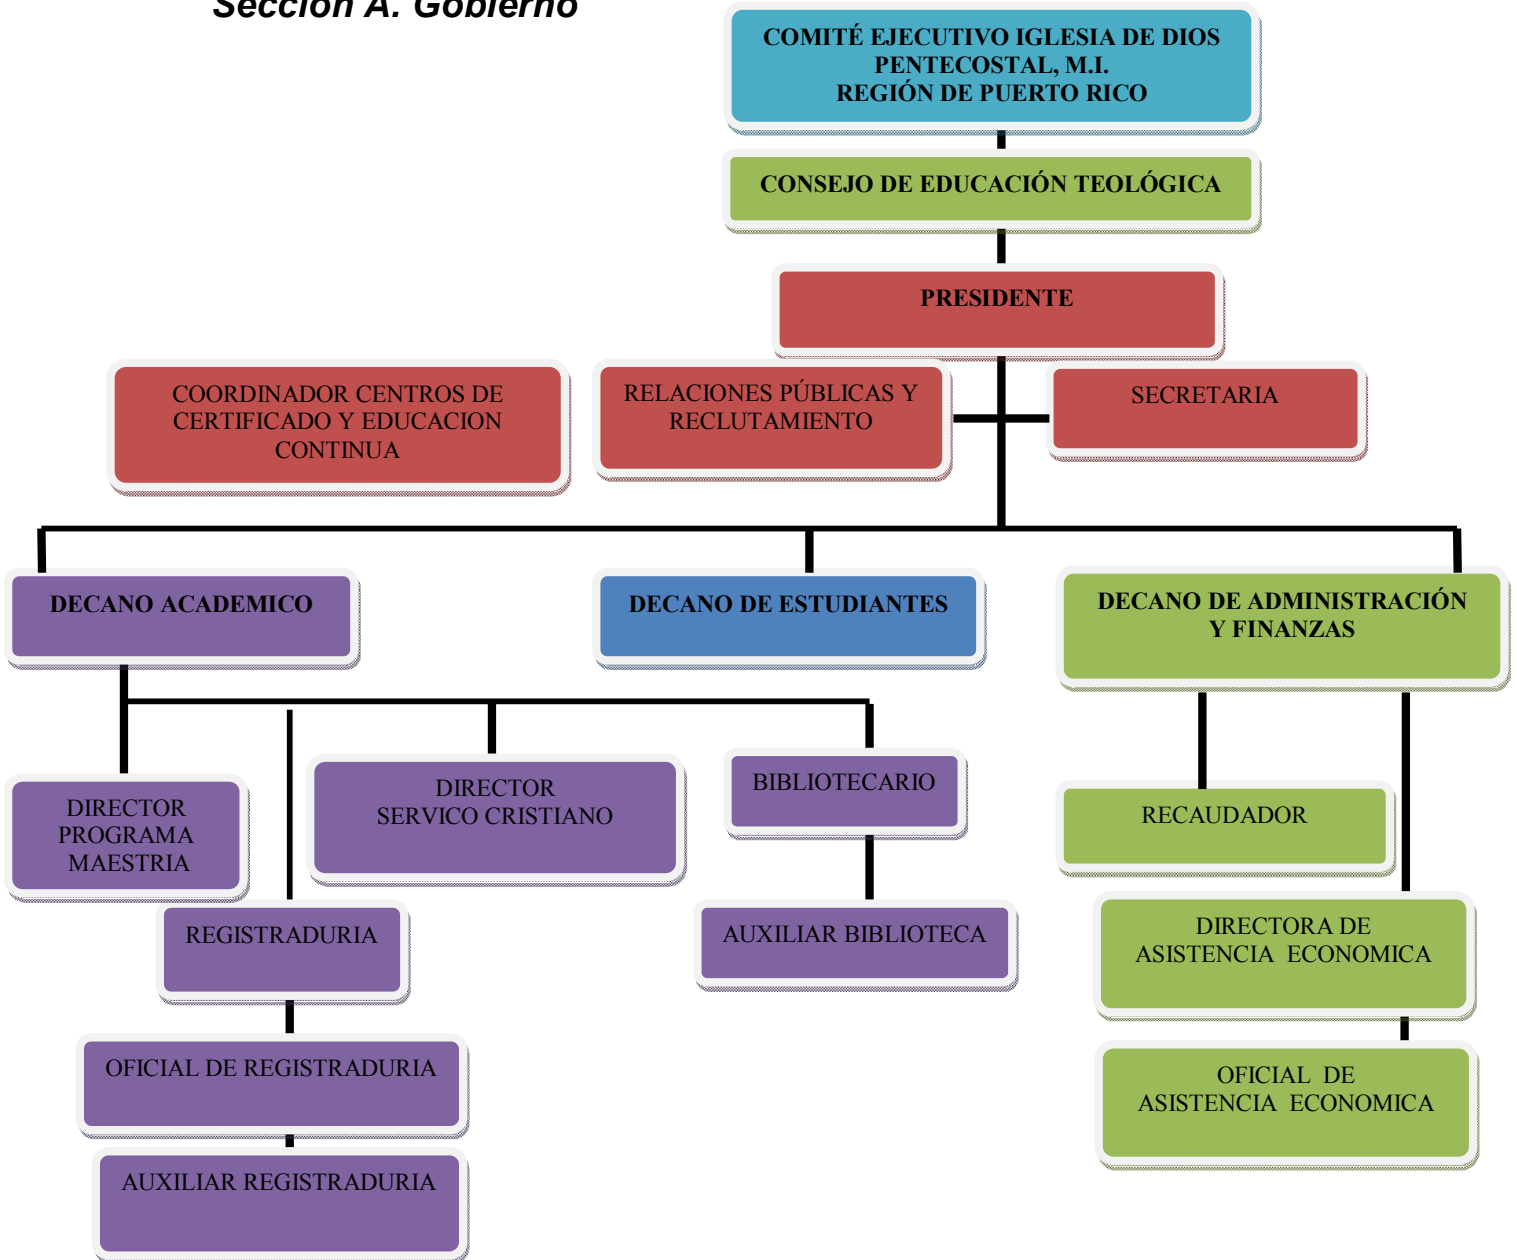 Sección A. Gobierno
COMITÉ EJECUTIVO IGLESIA DE DIOS
PENTECOSTAL, M.I.
REGIÓN DE PUERTO RICO
CONSEJO DE EDUCACIÓN TEOLÓGICA
PRESIDENTE
COORDINADOR CENTROS DE
CERTIFICADO Y EDUCACION
CONTINUA
RELACIONES PÚBLICAS Y
RECLUTAMIENTO
SECRETARIA
DECANO ACADEMICO
DECANO DE ESTUDIANTES
DECANO DE ADMINISTRACIÓN
Y FINANZAS
DIRECTOR
PROGRAMA
MAESTRIA
DIRECTOR
SERVICO CRISTIANO
BIBLIOTECARIO
RECAUDADOR
REGISTRADURIA
AUXILIAR BIBLIOTECA
DIRECTORA DE
ASISTENCIA ECONOMICA
OFICIAL DE REGISTRADURIA
OFICIAL DE
ASISTENCIA ECONOMICA
AUXILIAR REGISTRADURIA